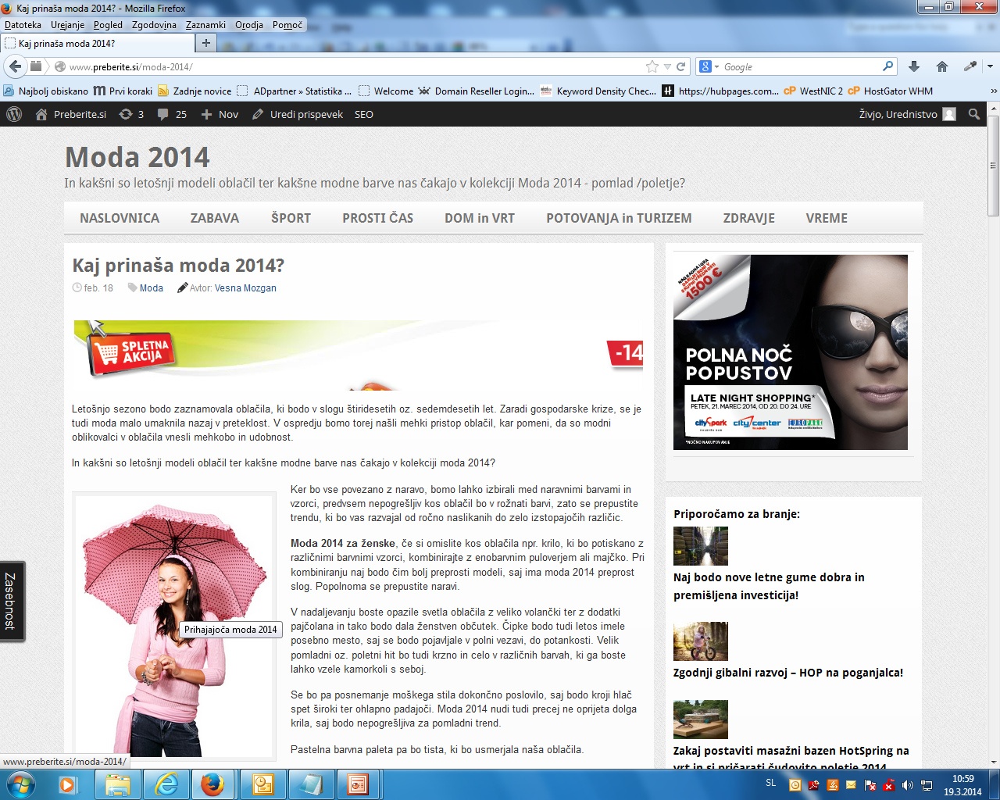 Kaj prinaša moda 2014? - Mozilla Firefox
Datoteka Urejanje Pogled Zgodovina Zaznamki Orodja Pomoč
Kaj prinaša moda 2014?
www.preberite.si/moda-2014/
Google
Najbolj obiskano Prvi koraki Zadnje novice ADpartner » Statistika ... Welcome Domain Reseller Login... Keyword Density Chec... https://hubpages.com... WestNIC 2 HostGator WHM
Preberite.si 3 25 Nov Uredi prispevek SEO Živjo, Urednistvo
Moda 2014
In kakšni so letošnji modeli oblačil ter kakšne modne barve nas čakajo v kolekciji Moda 2014 - pomlad /poletje?
NASLOVNICA ZABAVA ŠPORT PROSTI ČAS DOM in VRT POTOVANJA in TURIZEM ZDRAVJE VREME
Kaj prinaša moda 2014?
feb. 18 Moda Avtor: Vesna Mozgan
SPLETNA
AKCIJA
-14
Letošnjo sezono bodo zaznamovala oblačila, ki bodo v slogu štiridesetih oz. sedemdesetih let. Zaradi gospodarske krize, se je
tudi moda malo umaknila nazaj v preteklost. V ospredju bomo torej našli mehki pristop oblačil, kar pomeni, da so modni
oblikovalci v oblačila vnesli mehkobo in udobnost.
In kakšni so letošnji modeli oblačil ter kakšne modne barve nas čakajo v kolekciji moda 2014?
Ker bo vse povezano z naravo, bomo lahko izbirali med naravnimi barvami in
vzorci, predvsem nepogrešljiv kos oblačil bo v rožnati barvi, zato se prepustite
trendu, ki bo vas razvajal od ročno naslikanih do zelo izstopajočih različic.
Moda 2014 za ženske, če si omislite kos oblačila npr. krilo, ki bo potiskano z
različnimi barvnimi vzorci, kombinirajte z enobarvnim puloverjem ali majčko. Pri
kombiniranju naj bodo čim bolj preprosti modeli, saj ima moda 2014 preprost
slog. Popolnoma se prepustite naravi.
V nadaljevanju boste opazile svetla oblačila z veliko volančki ter z dodatki
pajčolana in tako bodo dala ženstven občutek. Čipke bodo tudi letos imele
posebno mesto, saj se bodo pojavljale v polni vezavi, do potankosti. Velik
pomladni oz. poletni hit bo tudi krzno in celo v različnih barvah, ki ga boste
lahko vzele kamorkoli s seboj.
Se bo pa posnemanje moškega stila dokončno poslovilo, saj bodo kroji hlač
spet široki ter ohlapno padajoči. Moda 2014 nudi tudi precej ne oprijeta dolga
krila, saj bodo nepogrešljiva za pomladni trend.
Pastelna barvna paleta pa bo tista, ki bo usmerjala naša oblačila.
Prihajajoča moda 2014
Zasebnost
NAGRADNA IGRA
1500 €
POLNA NOČ
POPUSTOV
LATE NIGHT SHOPPING*
PETEK, 21. MAREC 2014, OD 20. DO 24. URE
citypark citycenter EUROPARK
*NOČNO NAKUPOVANJE
Priporočamo za branje:
Naj bodo nove letne gume dobra in
premišljena investicija!
Zgodnji gibalni razvoj – HOP na poganjalca!
Zakaj postaviti masažni bazen HotSpring na
vrt in si pričarati čudovito poletje 2014
www.preberite.si/moda-2014/
SL
10:59
19.3.2014